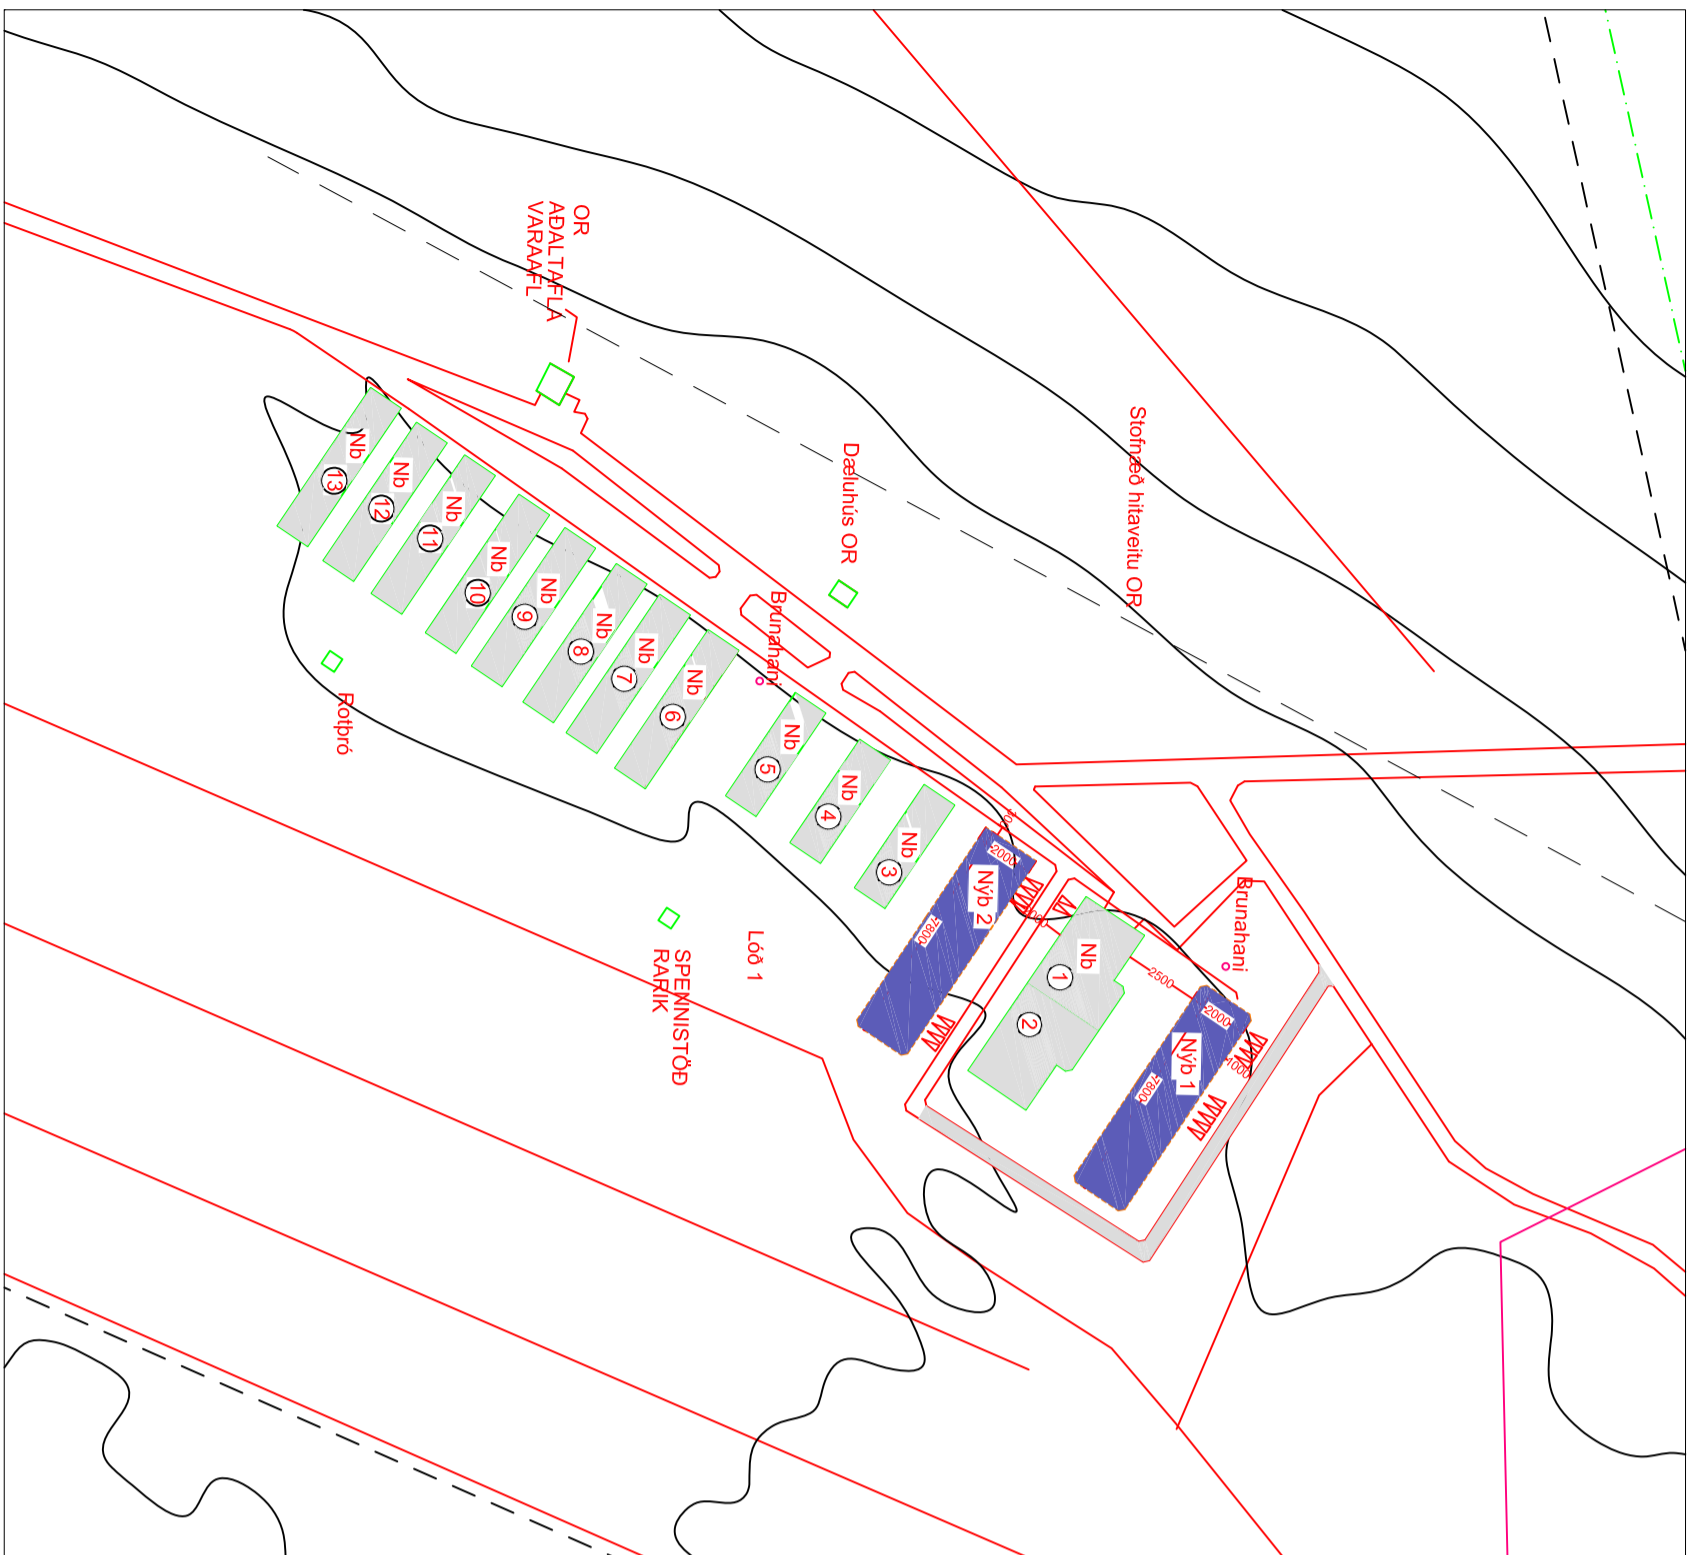 OR
AÐALTAFLA
VARAAFL
Stofnæð hitaveitu OR
Dæluhús OR
Brunahani
Brunahani
Rotþró
SPENNISTÖÐ
RARIK
Lóð 1
Nb
13
Nb
12
Nb
11
Nb
10
Nb
9
Nb
8
Nb
7
Nb
6
Nb
5
Nb
4
Nb
3
2000
Nýb 2
7800
Nb
1
2
2500
2000
Nýb 1
7800
1000